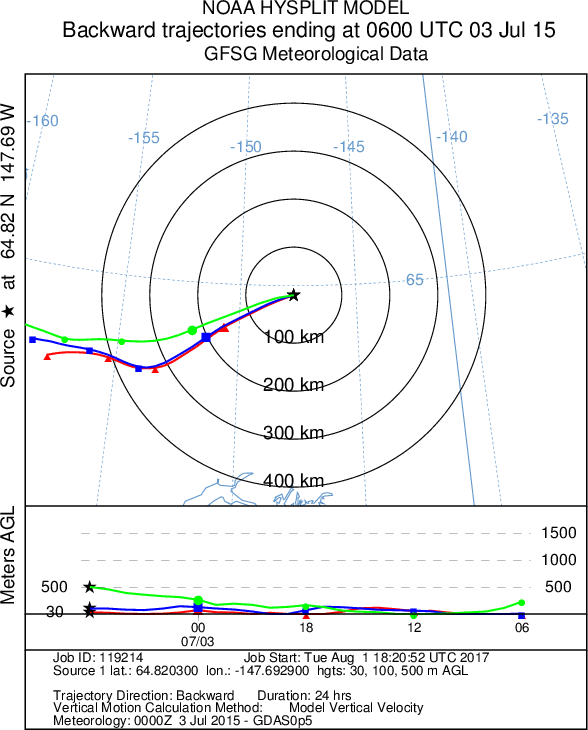 NOAA HYSPLIT MODEL
Backward trajectories ending at 0600 UTC 03 Jul 15
GFSG Meteorological Data
Source ★ at 64.82 N 147.69 W
-160
-155
-150
-145
-140
-135
65
100 km
200 km
300 km
400 km
Meters AGL
1500
1000
500
500
30
00
18
12
06
07/03
Job ID: 119214 Job Start: Tue Aug 1 18:20:52 UTC 2017
Source 1 lat.: 64.820300 lon.: -147.692900 hgts: 30, 100, 500 m AGL
Trajectory Direction: Backward Duration: 24 hrs
Vertical Motion Calculation Method: Model Vertical Velocity
Meteorology: 0000Z 3 Jul 2015 - GDAS0p5